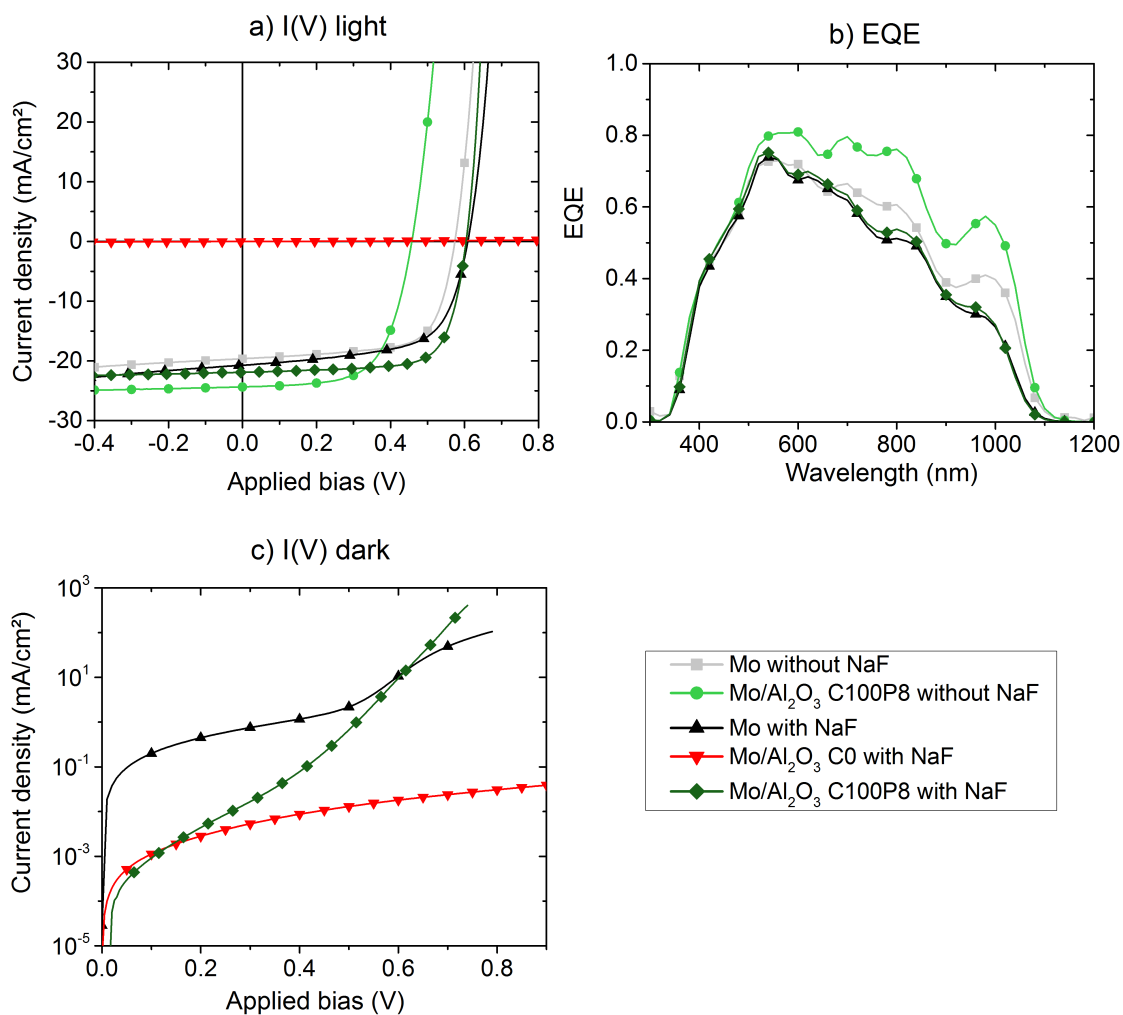 a) I(V) light
Current density (mA/cm²)
30
20
10
0
-10
-20
-30
-0.4
-0.2
0.0
0.2
0.4
0.6
0.8
Applied bias (V)
b) EQE
EQE
1.0
0.8
0.6
0.4
0.2
0.0
400
600
800
1000
1200
Wavelength (nm)
c) I(V) dark
Current density (mA/cm²)
10³
10¹
10⁻¹
10⁻³
10⁻⁵
0.0
0.2
0.4
0.6
0.8
Applied bias (V)
Mo without NaF
Mo/Al₂O₃ C100P8 without NaF
Mo with NaF
Mo/Al₂O₃ C0 with NaF
Mo/Al₂O₃ C100P8 with NaF